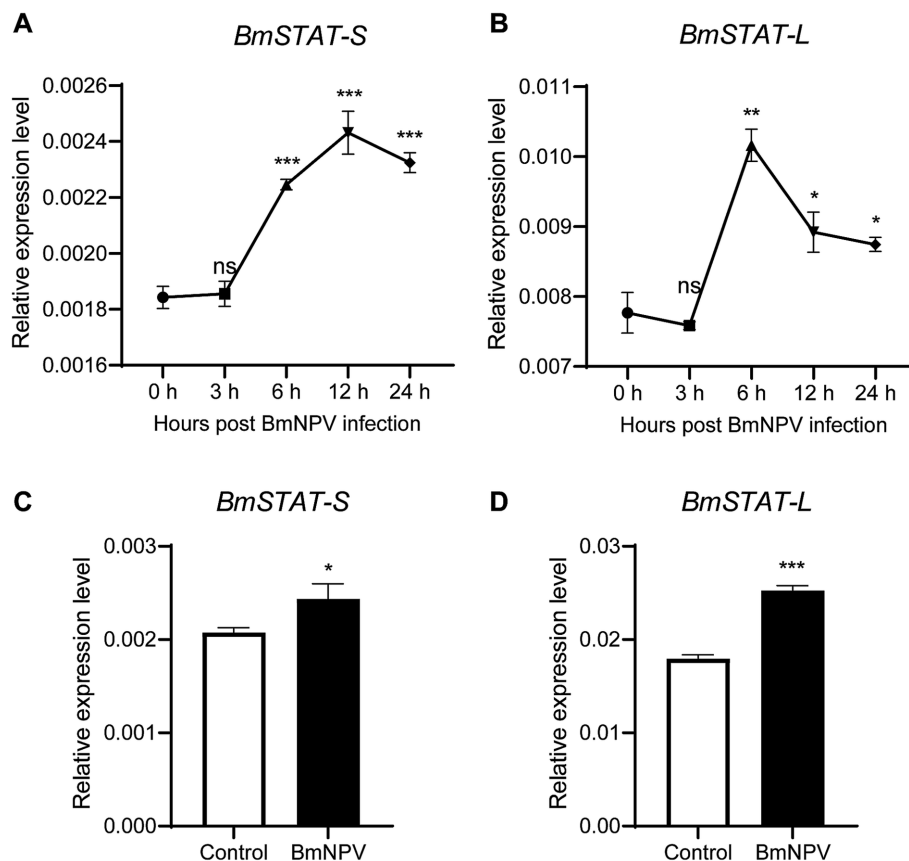 A
BmSTAT-S
Relative expression level
0.0026
0.0024
0.0022
0.0020
0.0018
0.0016
ns
***
***
***
0 h 3 h 6 h 12 h 24 h
Hours post BmNPV infection
B
BmSTAT-L
Relative expression level
0.011
0.010
0.009
0.008
0.007
ns
**
*
*
0 h 3 h 6 h 12 h 24 h
Hours post BmNPV infection
C
BmSTAT-S
Relative expression level
0.003
0.002
0.001
0.000
*
Control BmNPV
D
BmSTAT-L
Relative expression level
0.03
0.02
0.01
0.00
***
Control BmNPV